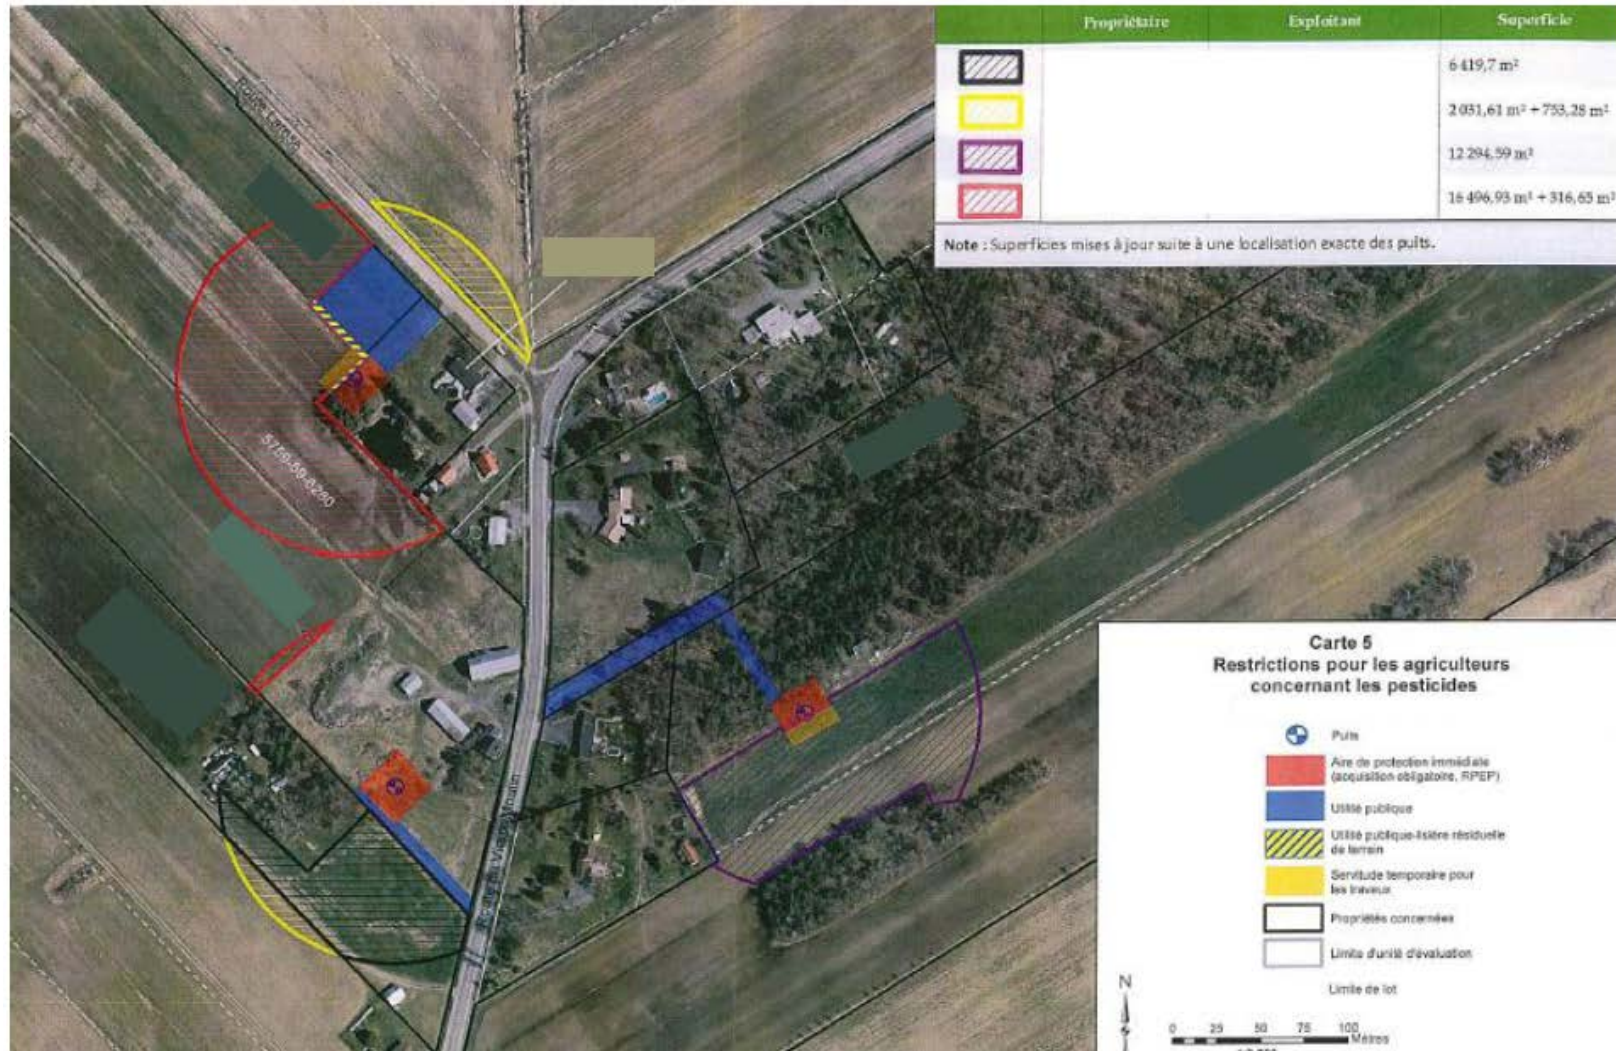 Propriétaire Exploitant Superficie
6 419,7 m²
2 031,61 m² + 753,28 m²
12 294,59 m²
16 496,93 m² + 316,65 m²
Note : Superficies mises à jour suite à une localisation exacte des puits.
5759-59-8280
Carte 5
Restrictions pour les agriculteurs
concernant les pesticides
Puits
Aire de protection immédiate
(acquisition obligatoire, RPEP)
Utilité publique
Utilité publique-lisière résiduelle
de terrain
Servitude temporaire pour
les travaux
Propriétés concernées
Limite d'unité d'évaluation
Limite de lot
N
0 25 50 75 100
Mètres